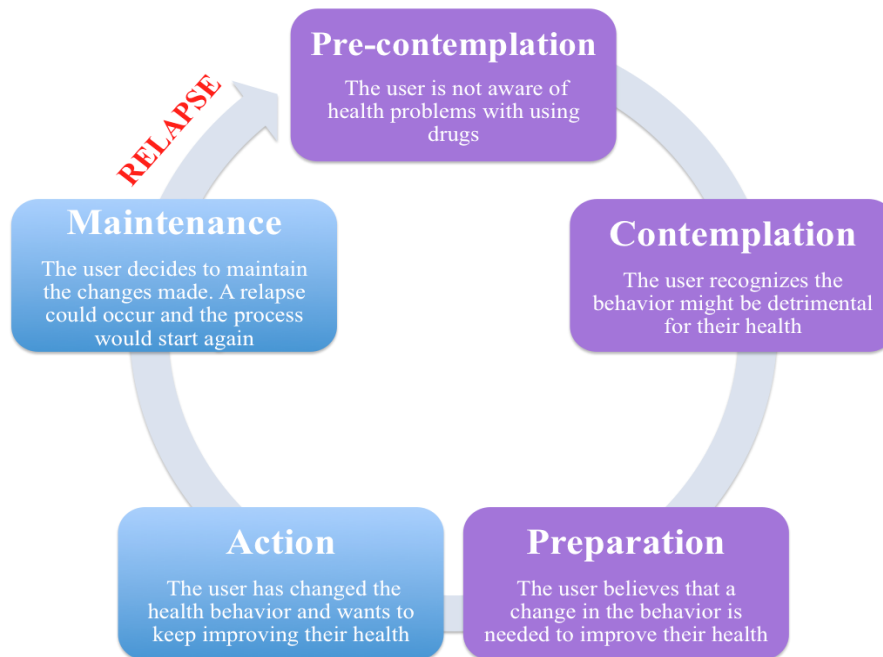 Pre-contemplation
The user is not aware of
health problems with using
drugs
RELAPSE
Contemplation
The user recognizes the
behavior might be detrimental
for their health
Preparation
The user believes that a
change in the behavior is
needed to improve their health
Action
The user has changed the
health behavior and wants to
keep improving their health
Maintenance
The user decides to maintain
the changes made. A relapse
could occur and the process
would start again